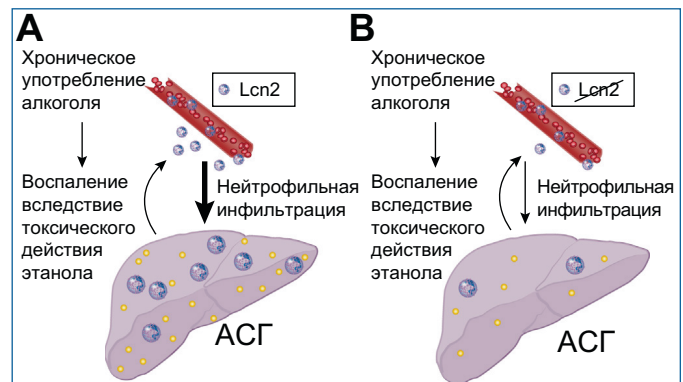 A
Хроническое
употребление
алкоголя
Lcn2
Воспаление
вследствие
токсического
действия
этанола
Нейтрофильная
инфильтрация
АСГ
B
Хроническое
употребление
алкоголя
Lcn2
Воспаление
вследствие
токсического
действия
этанола
Нейтрофильная
инфильтрация
АСГ